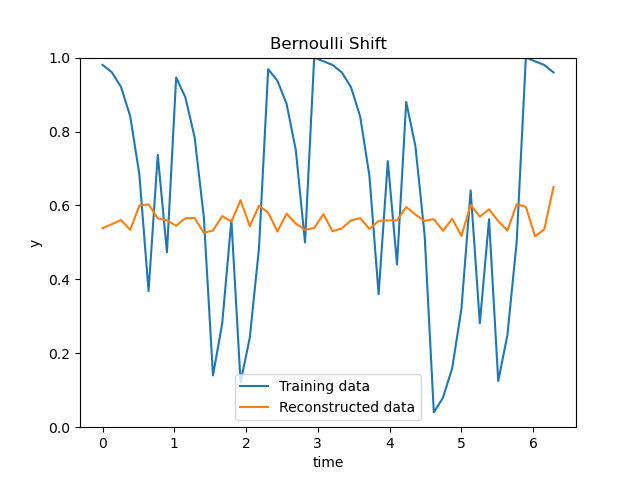 Bernoulli Shift
1.0
0.8
0.6
0.4
0.2
0.0
y
Training data
Reconstructed data
0 1 2 3 4 5 6
time